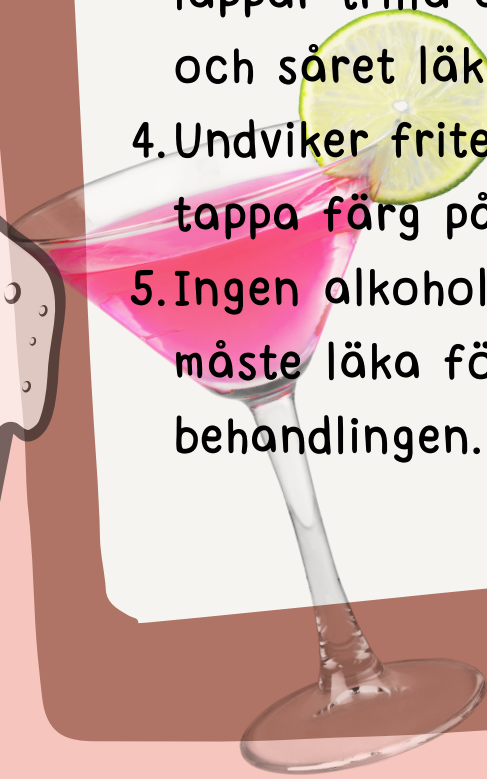 och såret läk
4. Undviker frite
tappa färg på
5. Ingen alkohol
måste läka fö
behandlingen.